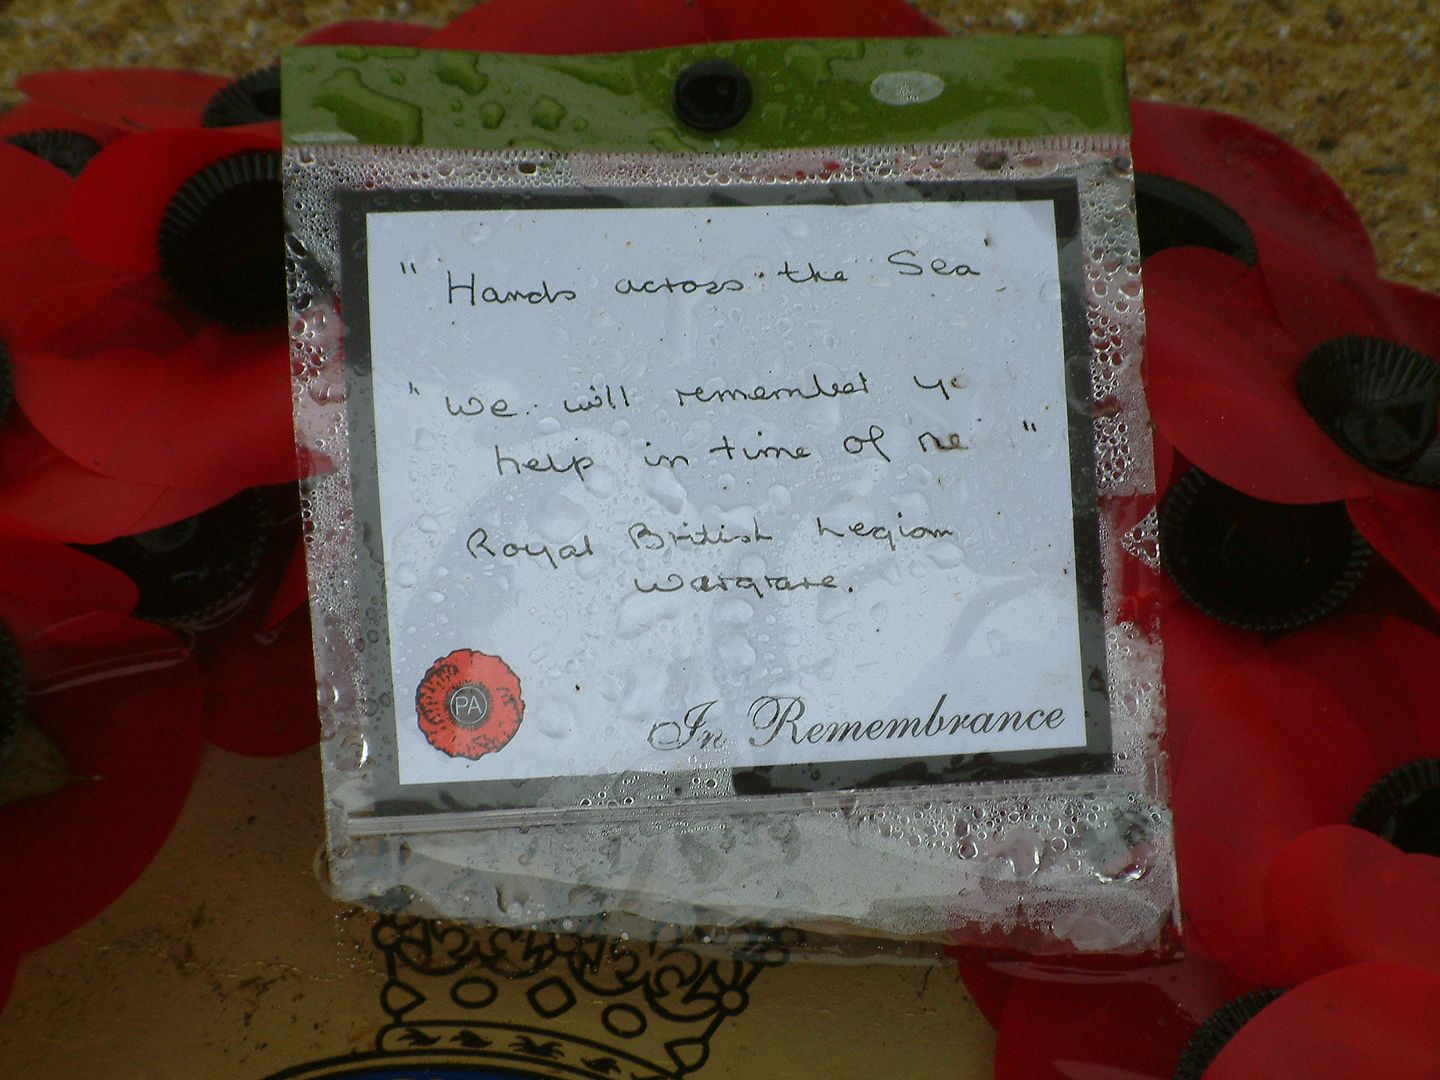 " Hands across the Sea
" We will remember
help in time of "
Royal British Legion
Wargrave.
PA
In Remembrance